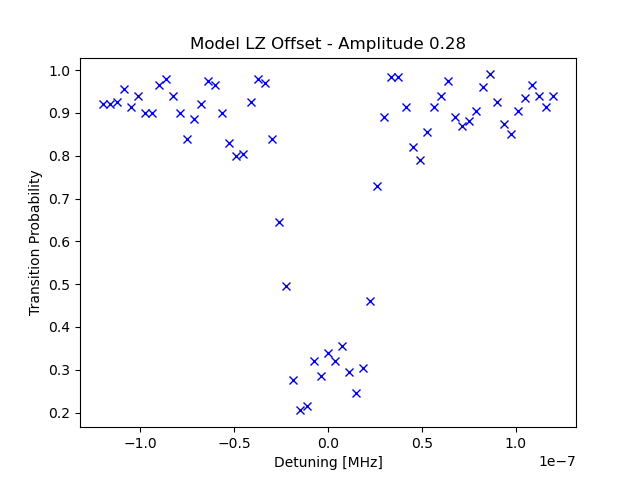 Model LZ Offset - Amplitude 0.28
1.0
0.9
0.8
0.7
0.6
0.5
0.4
0.3
0.2
Transition Probability
−1.0 −0.5 0.0 0.5 1.0
1e−7
Detuning [MHz]